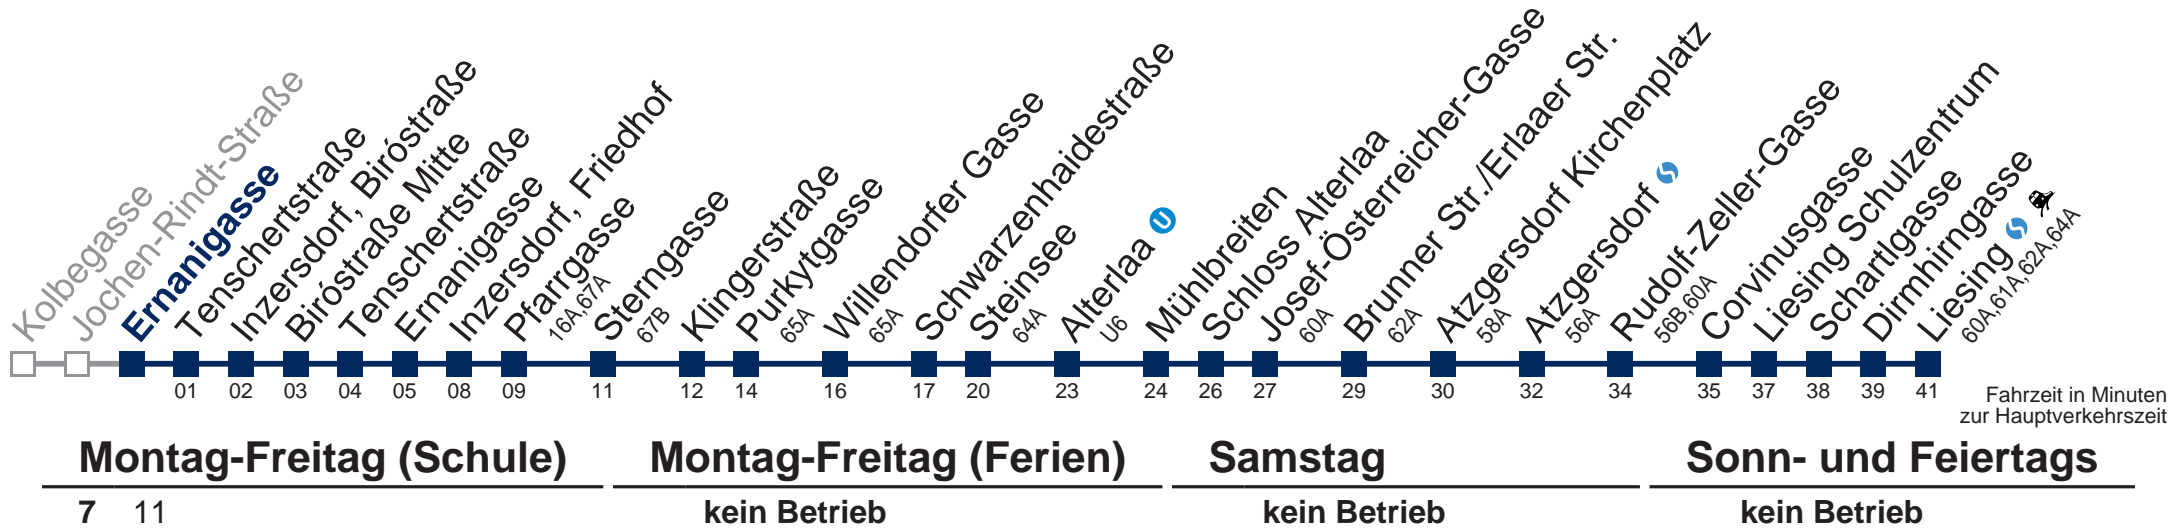 Kolbegasse
Jochen-Rindt-Straße
Ernanigasse
Tenschertstraße
Inzersdorf, Biróstraße
Biróstraße Mitte
Tenschertstraße
Ernanigasse
Inzersdorf, Friedhof
Pfarrgasse
16A,67A
Sterngasse
67B
Klingerstraße
Purkytgasse
65A
Willendorfer Gasse
65A
Schwarzenhaidestraße
Steinsee
64A
Alterlaa U
U6
Mühlbreiten
Schloss Alterlaa
Josef-Österreicher-Gasse
60A
Brunner Str./Erlaaer Str.
62A
Atzgersdorf Kirchenplatz
58A
Atzgersdorf
56A
Rudolf-Zeller-Gasse
56B,60A
Corvinusgasse
Liesing Schulzentrum
Schartlgasse
Dirmhirngasse
Liesing
60A,61A,62A,64A
01 02 03 04 05 08 09 11 12 14 16 17 20 23 24 26 27 29 30 32 34 35 37 38 39 41
Fahrzeit in Minuten
zur Hauptverkehrszeit
Montag-Freitag (Schule) Montag-Freitag (Ferien) Samstag Sonn- und Feiertags
7 11 kein Betrieb kein Betrieb kein Betrieb